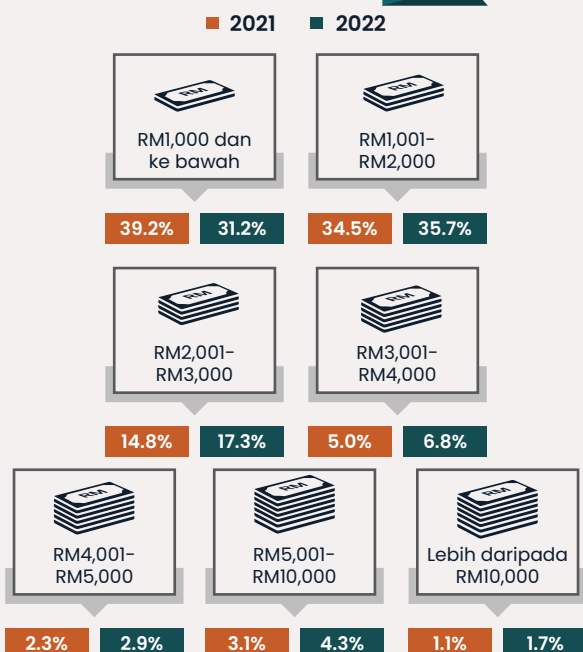 2021 2022
RM
RM
RM1,000 dan
ke bawah
RM1,001-
RM2,000
39.2% 31.2% 34.5% 35.7%
RM
RM
RM2,001-
RM3,000
RM3,001-
RM4,000
14.8% 17.3% 5.0% 6.8%
RM
RM
RM
RM4,001-
RM5,000
RM5,001-
RM10,000
Lebih daripada
RM10,000
2.3% 2.9% 3.1% 4.3% 1.1% 1.7%